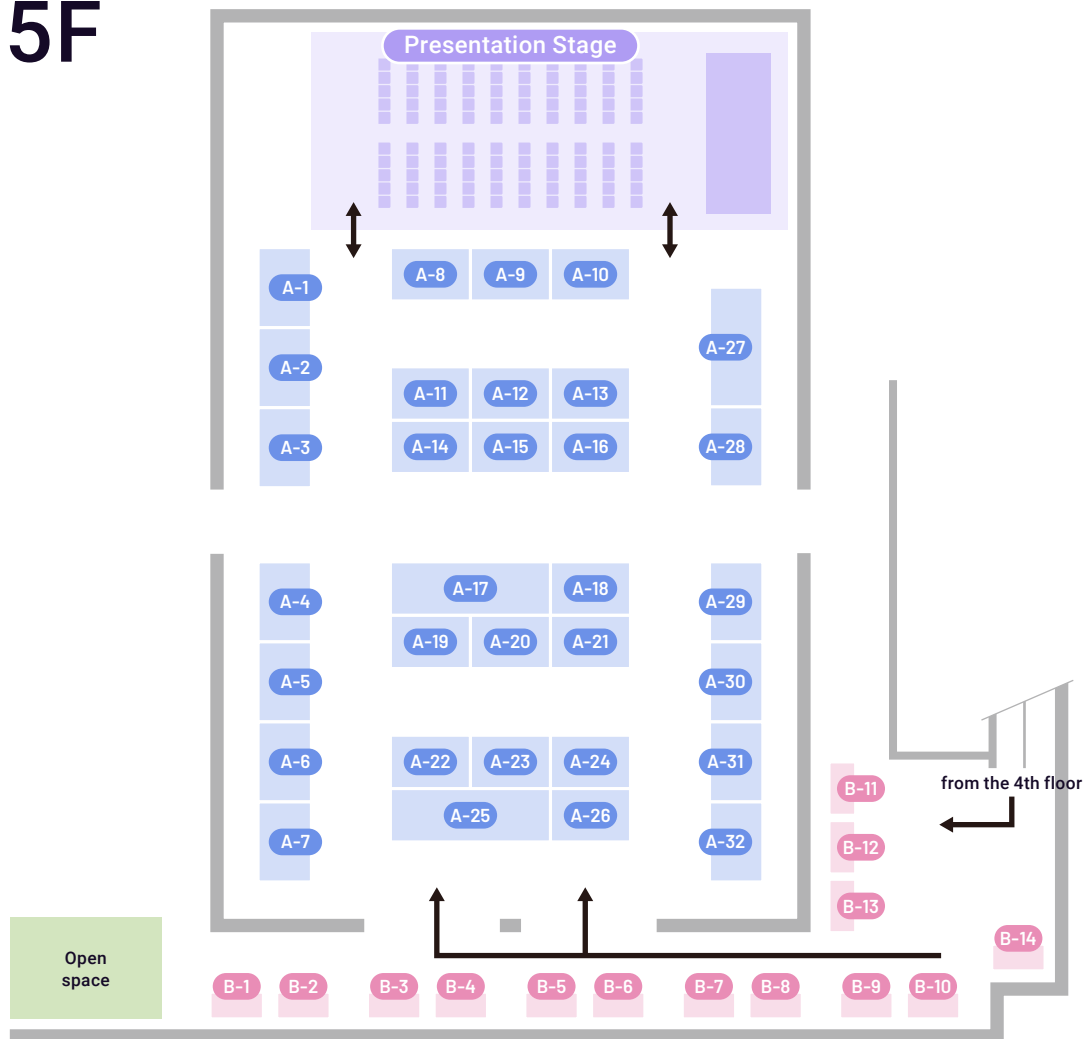 5F
Presentation Stage
A-1
A-8
A-9
A-10
A-2
A-27
A-11
A-12
A-13
A-3
A-14
A-15
A-16
A-28
A-4
A-17
A-18
A-29
A-19
A-20
A-21
A-5
A-30
A-6
A-22
A-23
A-24
A-31
A-25
A-26
A-7
A-32
from the 4th floor
B-11
B-12
B-13
B-14
Open
space
B-1
B-2
B-3
B-4
B-5
B-6
B-7
B-8
B-9
B-10